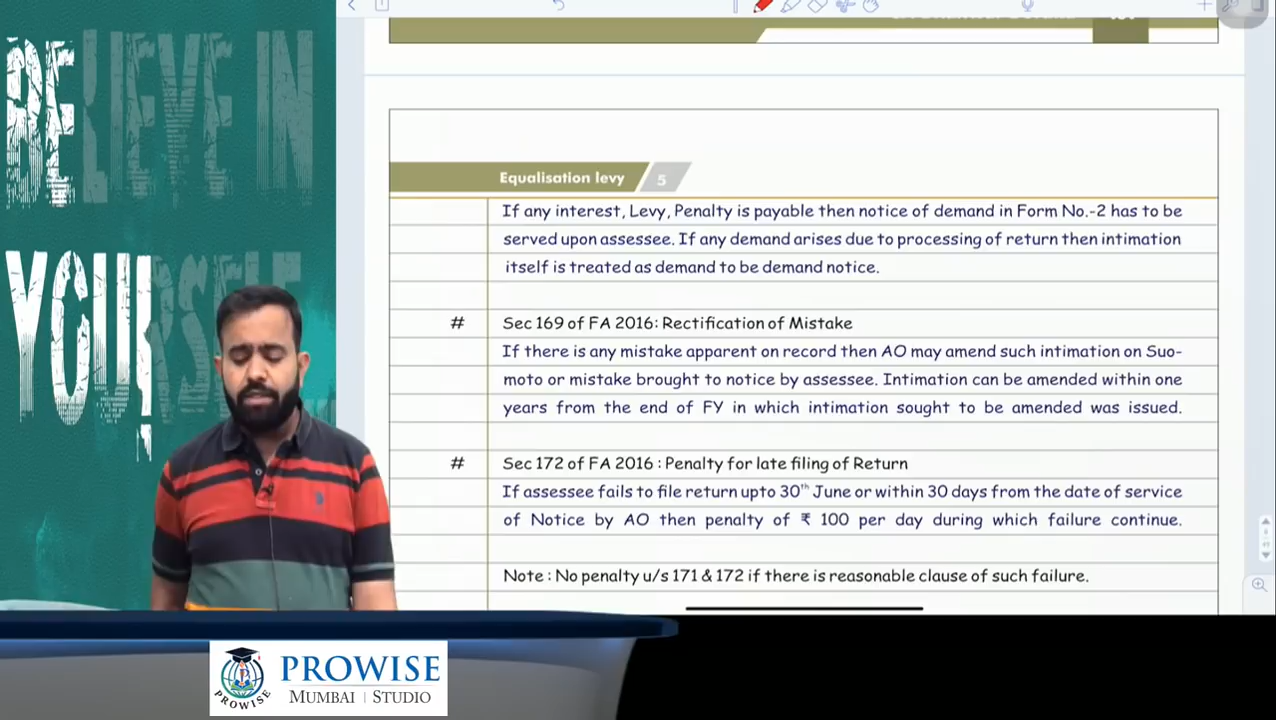 BELIEVE IN
YOURSELF
Equalisation levy 5
If any interest, Levy, Penalty is payable then notice of demand in Form No.-2 has to be
served upon assessee. If any demand arises due to processing of return then intimation
itself is treated as demand to be demand notice.
# Sec 169 of FA 2016: Rectification of Mistake
If there is any mistake apparent on record then AO may amend such intimation on Suo-
moto or mistake brought to notice by assessee. Intimation can be amended within one
years from the end of FY in which intimation sought to be amended was issued.
# Sec 172 of FA 2016 : Penalty for late filing of Return
If assessee fails to file return upto 30th June or within 30 days from the date of service
of Notice by AO then penalty of ₹ 100 per day during which failure continue.
Note : No penalty u/s 171 & 172 if there is reasonable clause of such failure.
PROWISE
PROWISE
MUMBAI | STUDIO